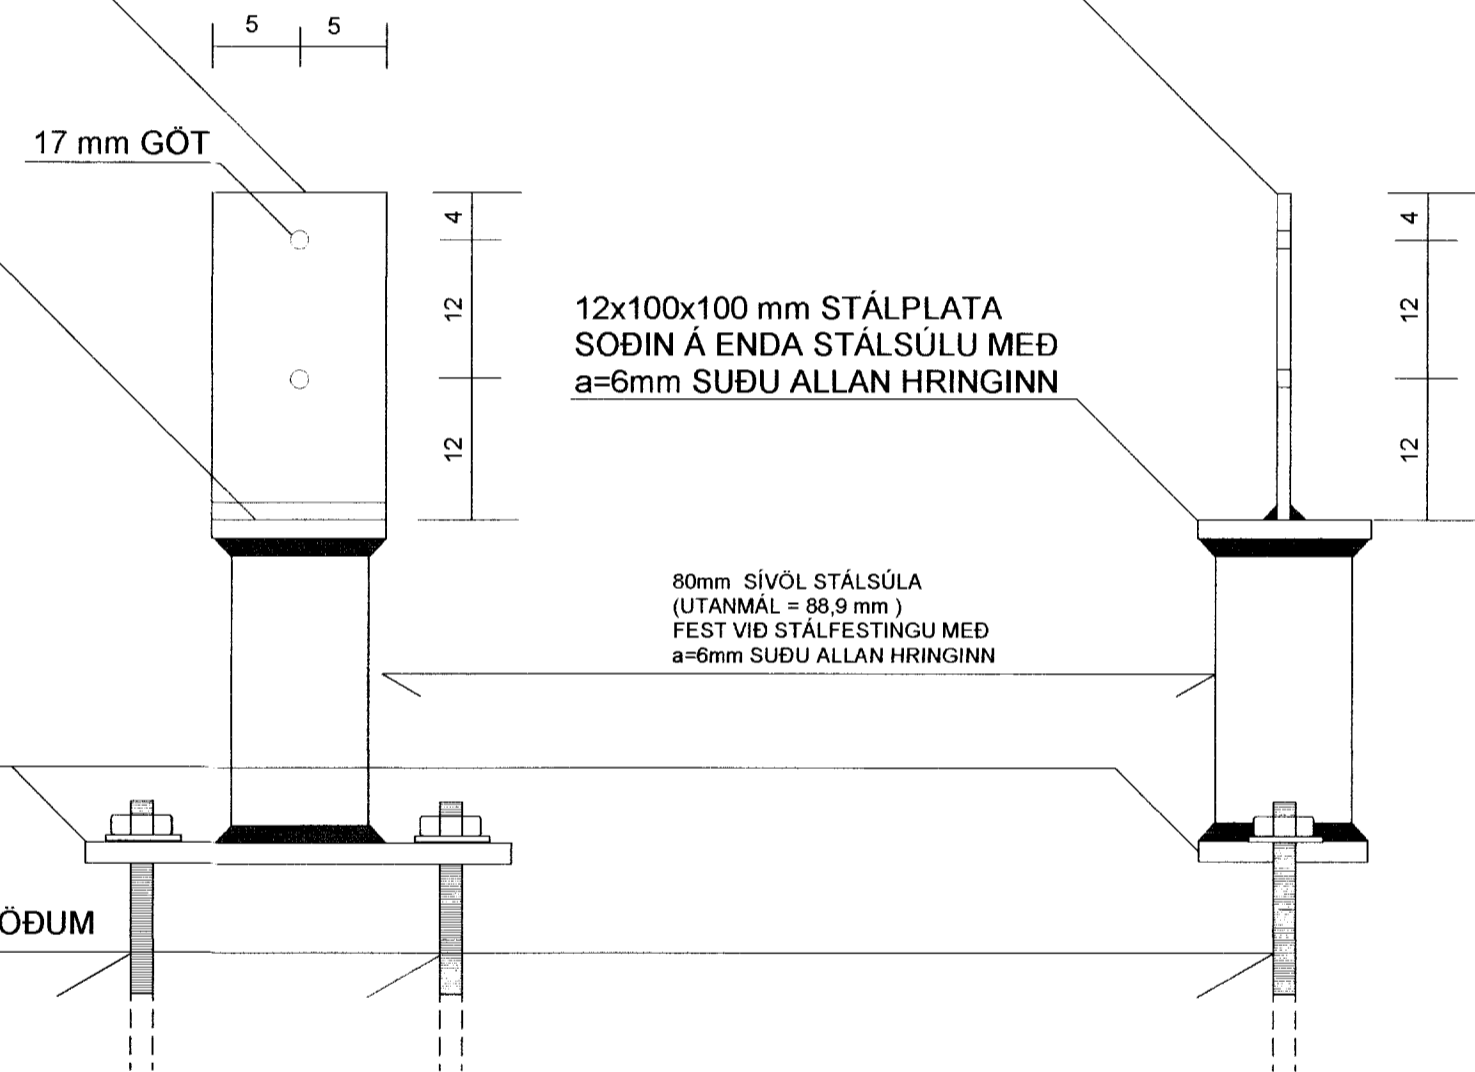 5 5
17 mm GÖT
4
4
12
12
12x100x100 mm STÁLPLATA
SOÐIN Á ENDA STÁLSÚLU MEÐ
a=6mm SUÐU ALLAN HRINGINN
12
12
80mm SÍVÖL STÁLSÚLA
(UTANMÁL = 88,9 mm )
FEST VIÐ STÁLFESTINGU MEÐ
a=6mm SUÐU ALLAN HRINGINN
ÖÐUM